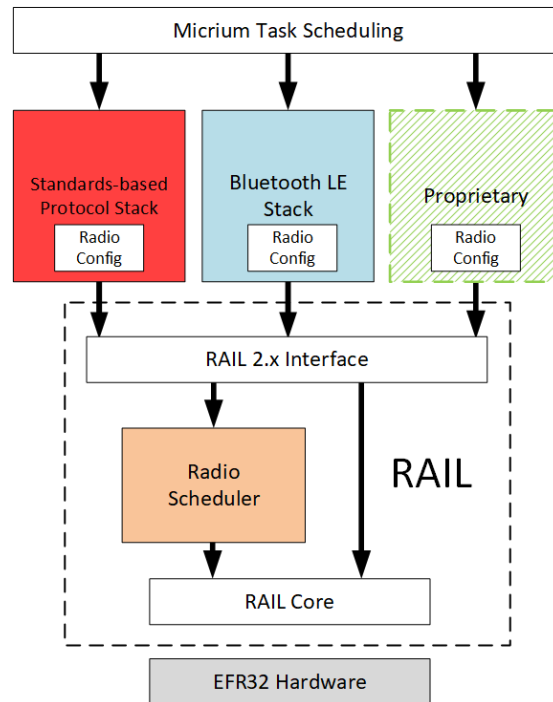 Micrium Task Scheduling
Standards-based
Protocol Stack
Radio
Config
Bluetooth LE
Stack
Radio
Config
Proprietary
Radio
Config
RAIL 2.x Interface
Radio
Scheduler
RAIL
RAIL Core
EFR32 Hardware